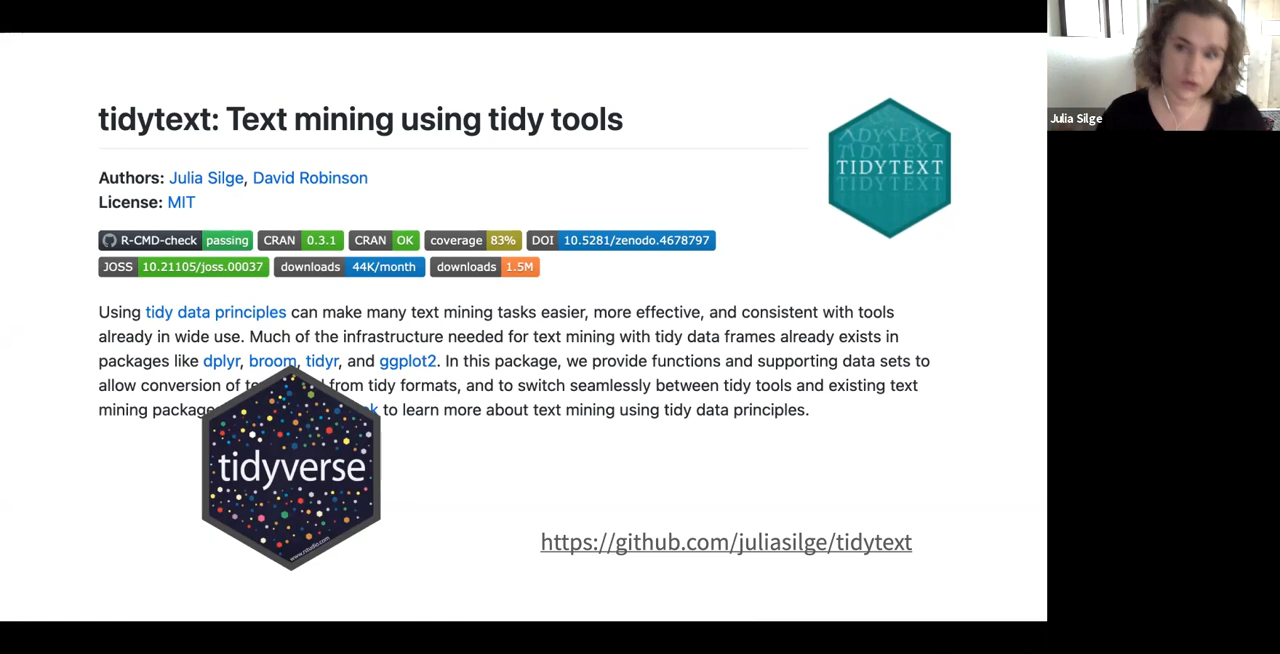 tidytext: Text mining using tidy tools
TIDYTEXT
TIDYTEXT
TIDYTEXT
TIDYTEXT
Julia Silge
Authors: Julia Silge, David Robinson
License: MIT
R-CMD-check passing CRAN 0.3.1 CRAN OK coverage 83% DOI 10.5281/zenodo.4678797
JOSS 10.21105/joss.00037 downloads 44K/month downloads 1.5M
Using tidy data principles can make many text mining tasks easier, more effective, and consistent with tools
already in wide use. Much of the infrastructure needed for text mining with tidy data frames already exists in
packages like dplyr, broom, tidyr, and ggplot2. In this package, we provide functions and supporting data sets to
allow conversion of from tidy formats, and to switch seamlessly between tidy tools and existing text
mining to learn more about text mining using tidy data principles.
tidyverse
www.rstudio.com
https://github.com/juliasilge/tidytext